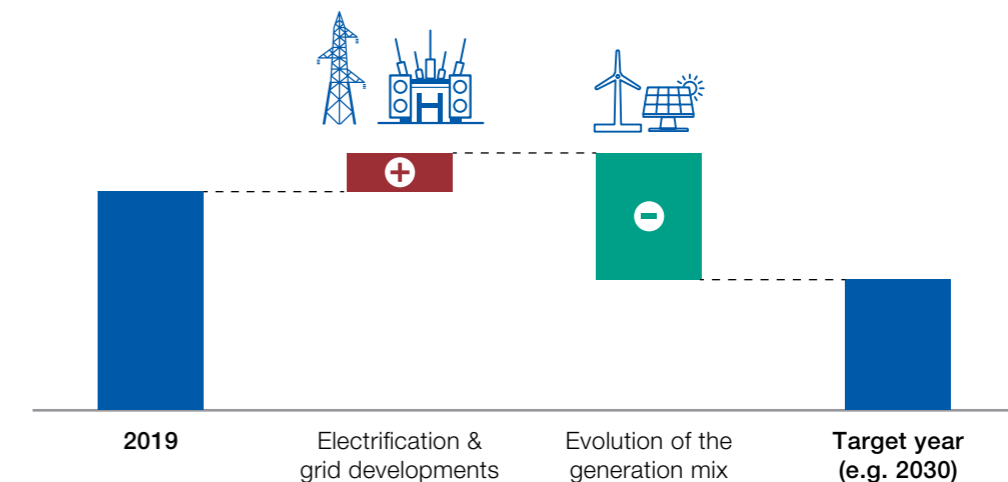 2019
Electrification &
grid developments
Evolution of the
generation mix
Target year
(e.g. 2030)